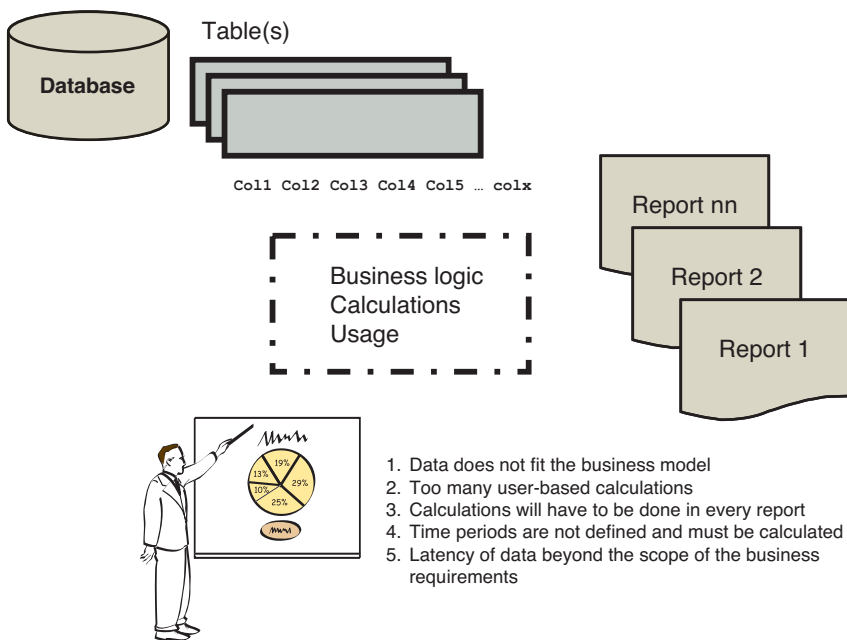 Table(s)
Database
Col1 Col2 Col3 Col4 Col5 … colx
Report nn
Report 2
Report 1
Business logic
Calculations
Usage
19%
13%
29%
10%
25%
1. Data does not fit the business model
2. Too many user-based calculations
3. Calculations will have to be done in every report
4. Time periods are not defined and must be calculated
5. Latency of data beyond the scope of the business
requirements